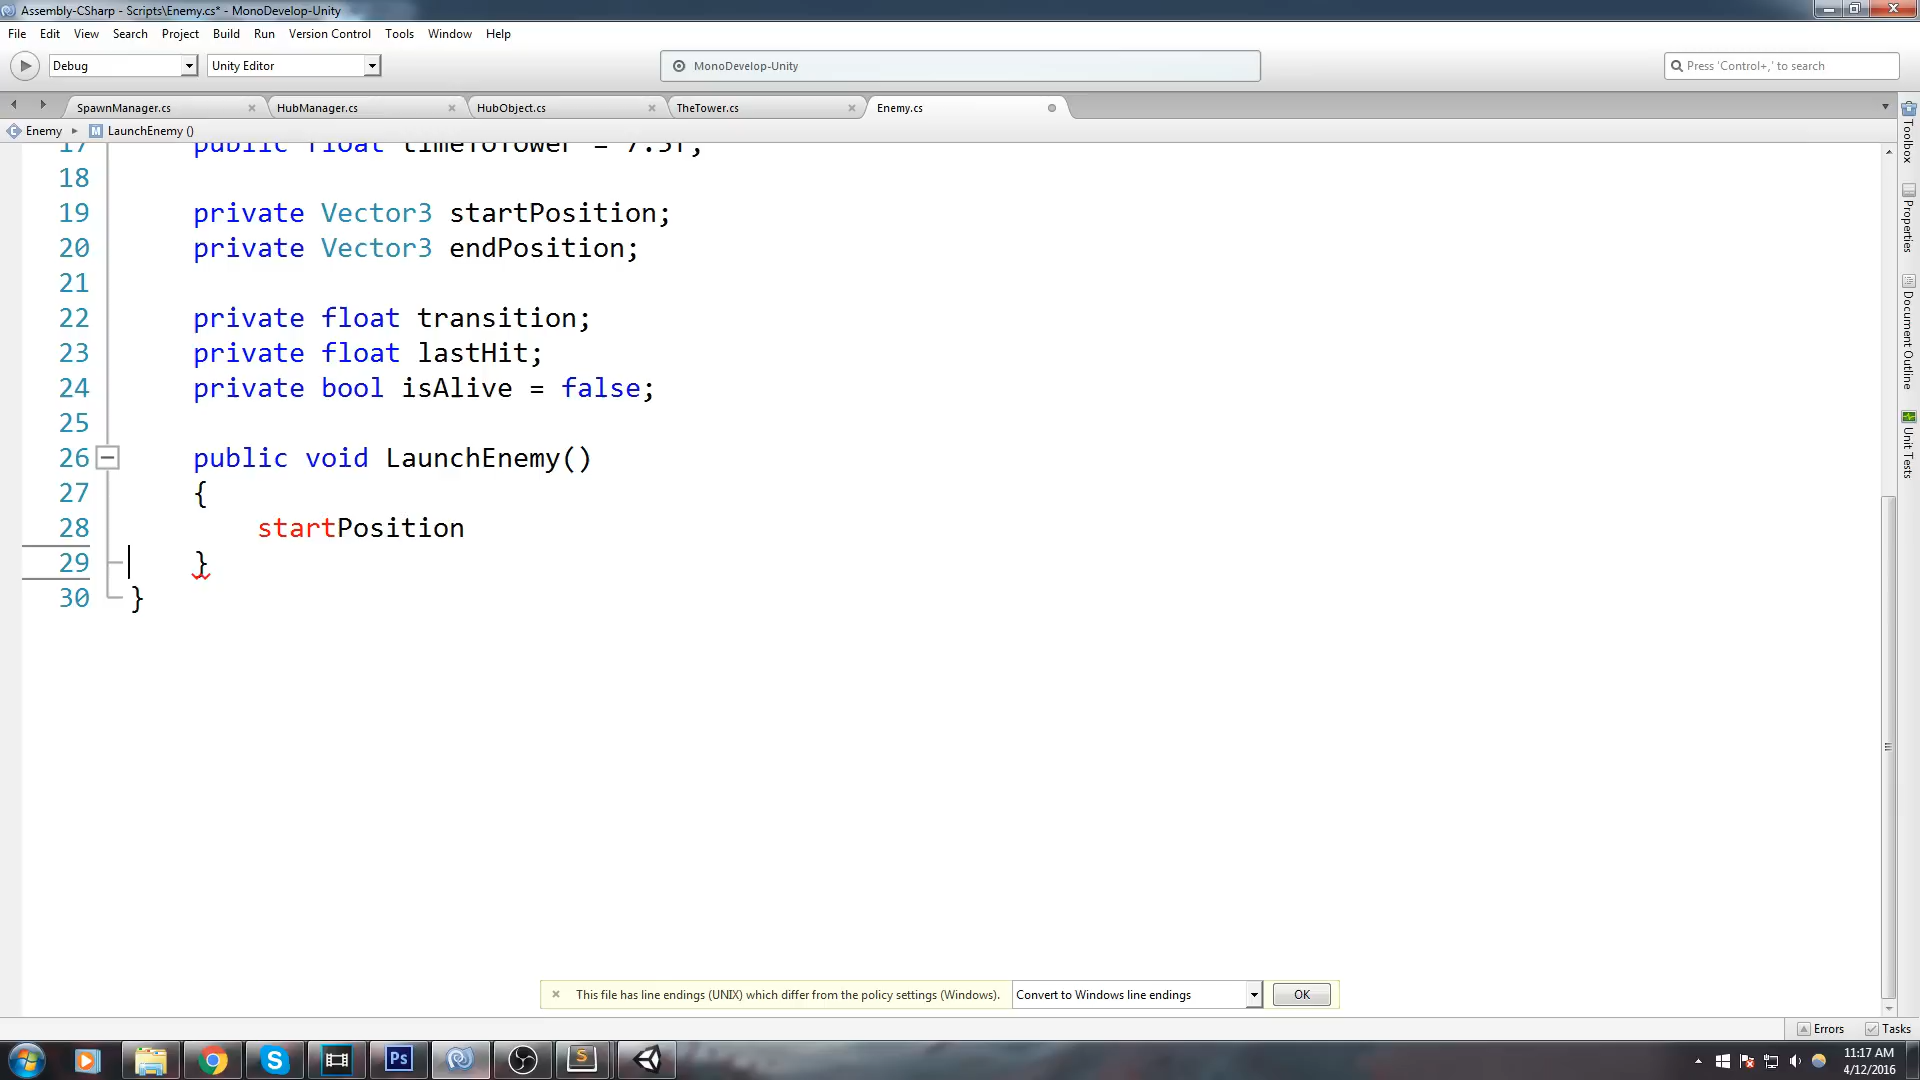 Assembly-CSharp - Scripts\Enemy.cs* - MonoDevelop-Unity
File Edit View Search Project Build Run Version Control Tools Window Help
Debug Unity Editor MonoDevelop-Unity Press 'Control+,' to search
SpawnManager.cs HubManager.cs HubObject.cs TheTower.cs Enemy.cs
Enemy LaunchEnemy ()
17 public float timeToTower = 7.5f;
18
19 private Vector3 startPosition;
20 private Vector3 endPosition;
21
22 private float transition;
23 private float lastHit;
24 private bool isAlive = false;
25
26 public void LaunchEnemy()
27 {
28 startPosition
29 }
30 }
Toolbox
Properties
Document Outline
Unit Tests
This file has line endings (UNIX) which differ from the policy settings (Windows). Convert to Windows line endings OK
Errors Tasks
Ps
S
11:17 AM
4/12/2016